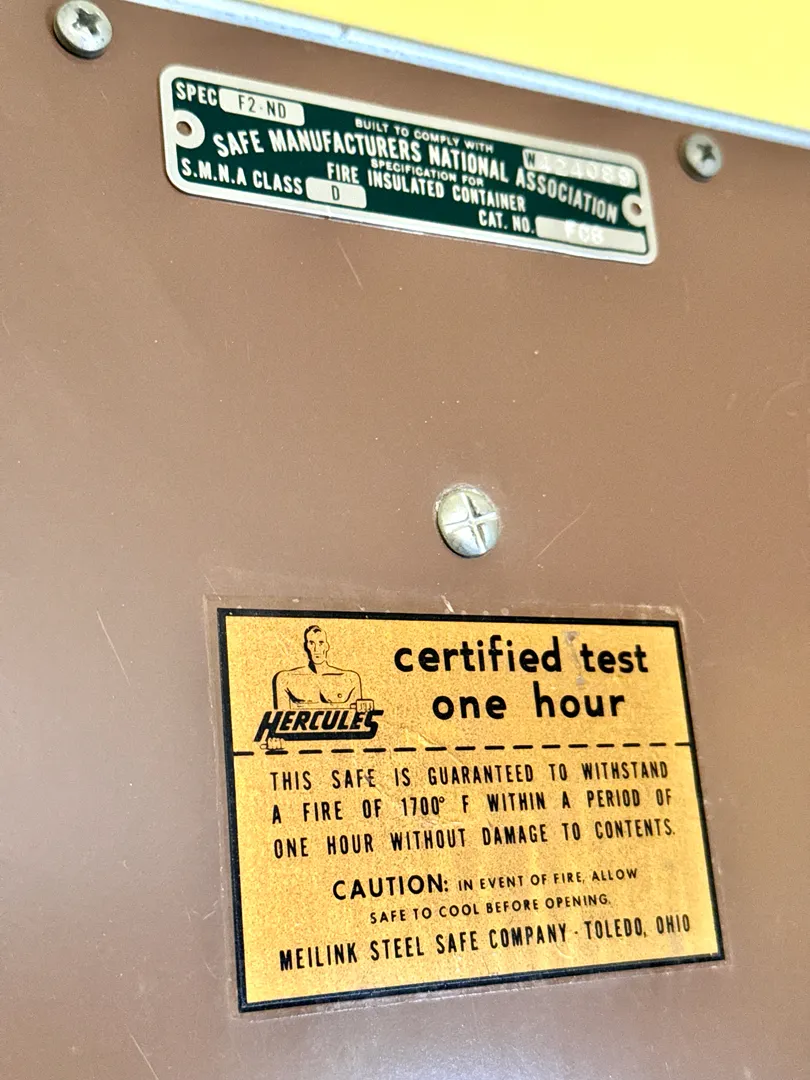 SPEC F2-ND
BUILT TO COMPLY WITH
W 124089
SAFE MANUFACTURERS NATIONAL ASSOCIATION
SPECIFICATION FOR
FIRE INSULATED CONTAINER
S.M.N.A CLASS D
CAT. NO. FC8
certified test
one hour
HERCULES
THIS SAFE IS GUARANTEED TO WITHSTAND
A FIRE OF 1700° F WITHIN A PERIOD OF
ONE HOUR WITHOUT DAMAGE TO CONTENTS.
CAUTION: IN EVENT OF FIRE, ALLOW
SAFE TO COOL BEFORE OPENING.
MEILINK STEEL SAFE COMPANY · TOLEDO, OHIO